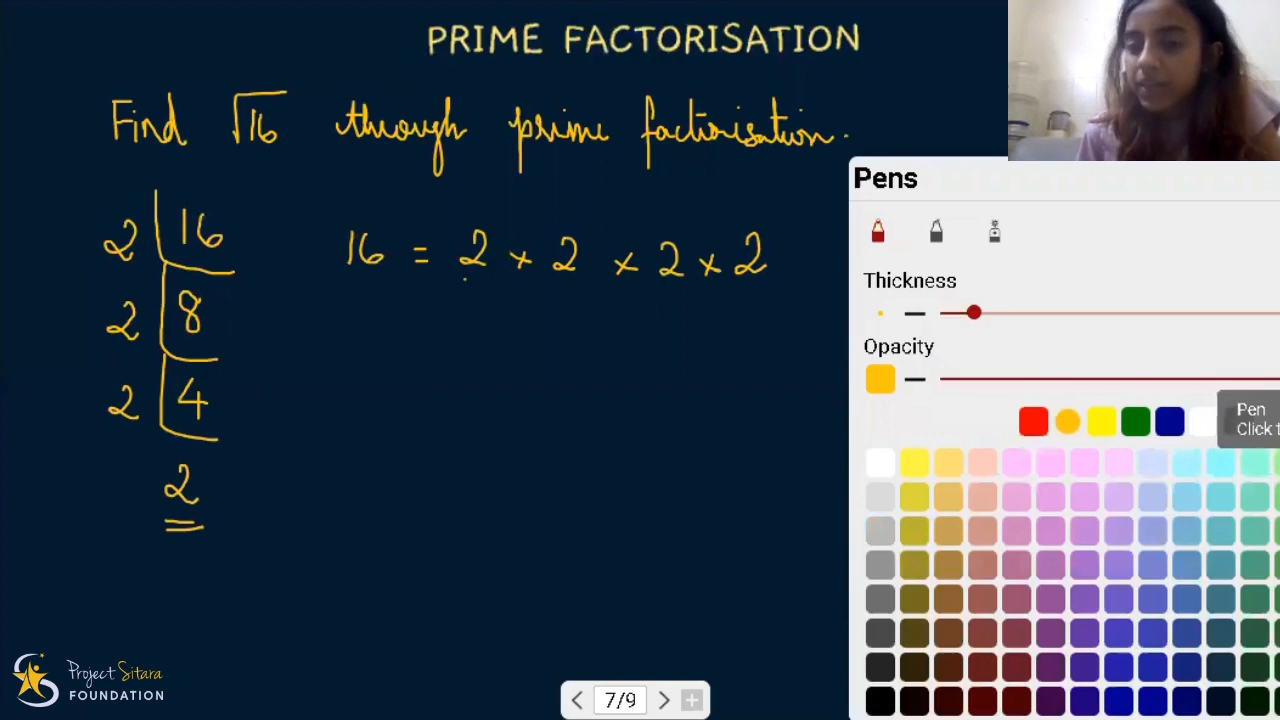 PRIME FACTORISATION
Find √16 through prime factorisation.
2 | 16
2 | 8
2 | 4
2
16 = 2 × 2 × 2 × 2
Pens
Thickness
Opacity
Pen
Click t
Project Sitara
FOUNDATION
7/9